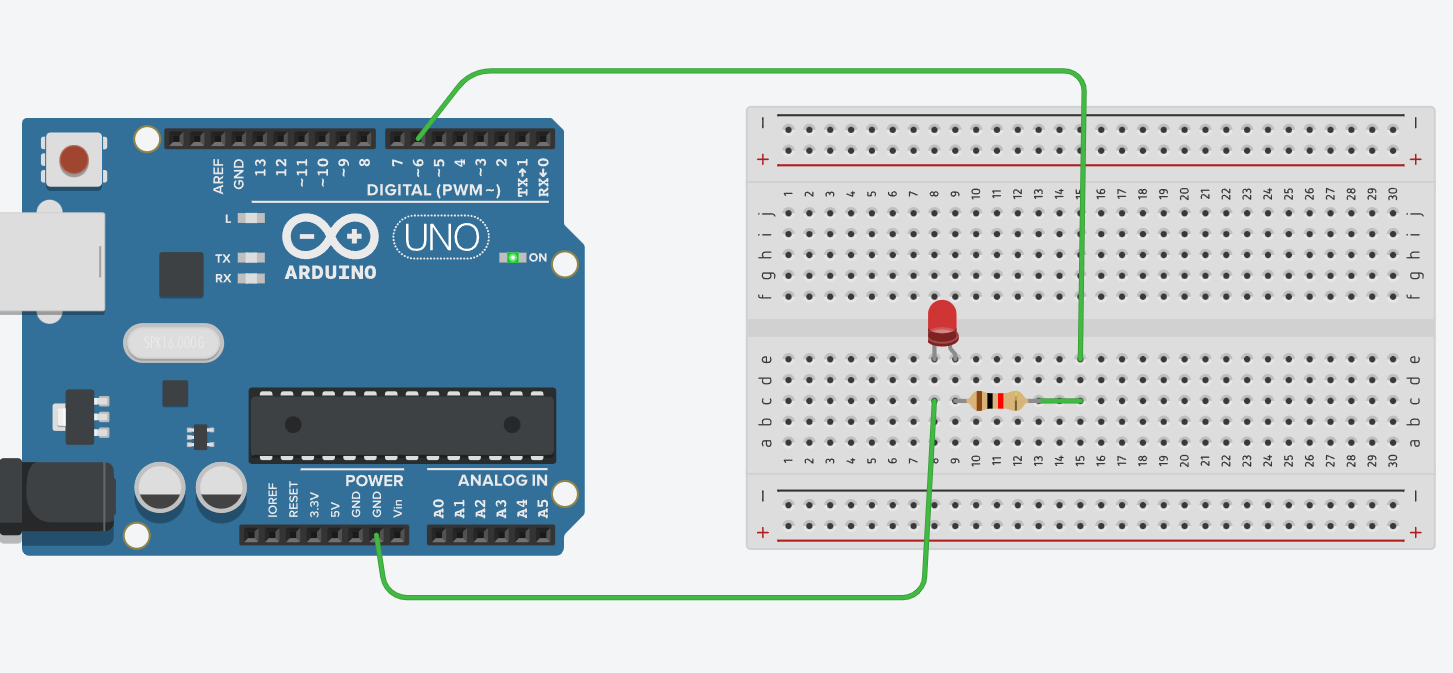 AREF GND 13 12 ~11 ~10 ~9 8 7 ~6 ~5 4 ~3 2 TX→1 RX←0
DIGITAL (PWM~)
L
TX
RX
UNO
ON
ARDUINO
SPK16.000G
POWER
ANALOG IN
IOREF RESET 3.3V 5V GND GND Vin A0 A1 A2 A3 A4 A5
− −
+ +
1 2 3 4 5 6 7 8 9 10 11 12 13 14 15 16 17 18 19 20 21 22 23 24 25 26 27 28 29 30
j j
i i
h h
g g
f f
e e
d d
c c
b b
a a
1 2 3 4 5 6 7 8 9 10 11 12 13 14 15 16 17 18 19 20 21 22 23 24 25 26 27 28 29 30
− −
+ +